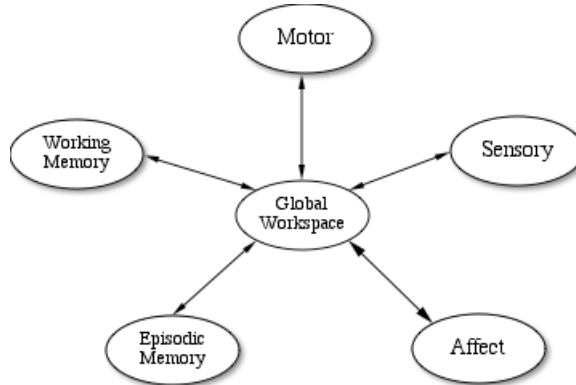 Motor
Working
Memory
Sensory
Global
Workspace
Episodic
Memory
Affect